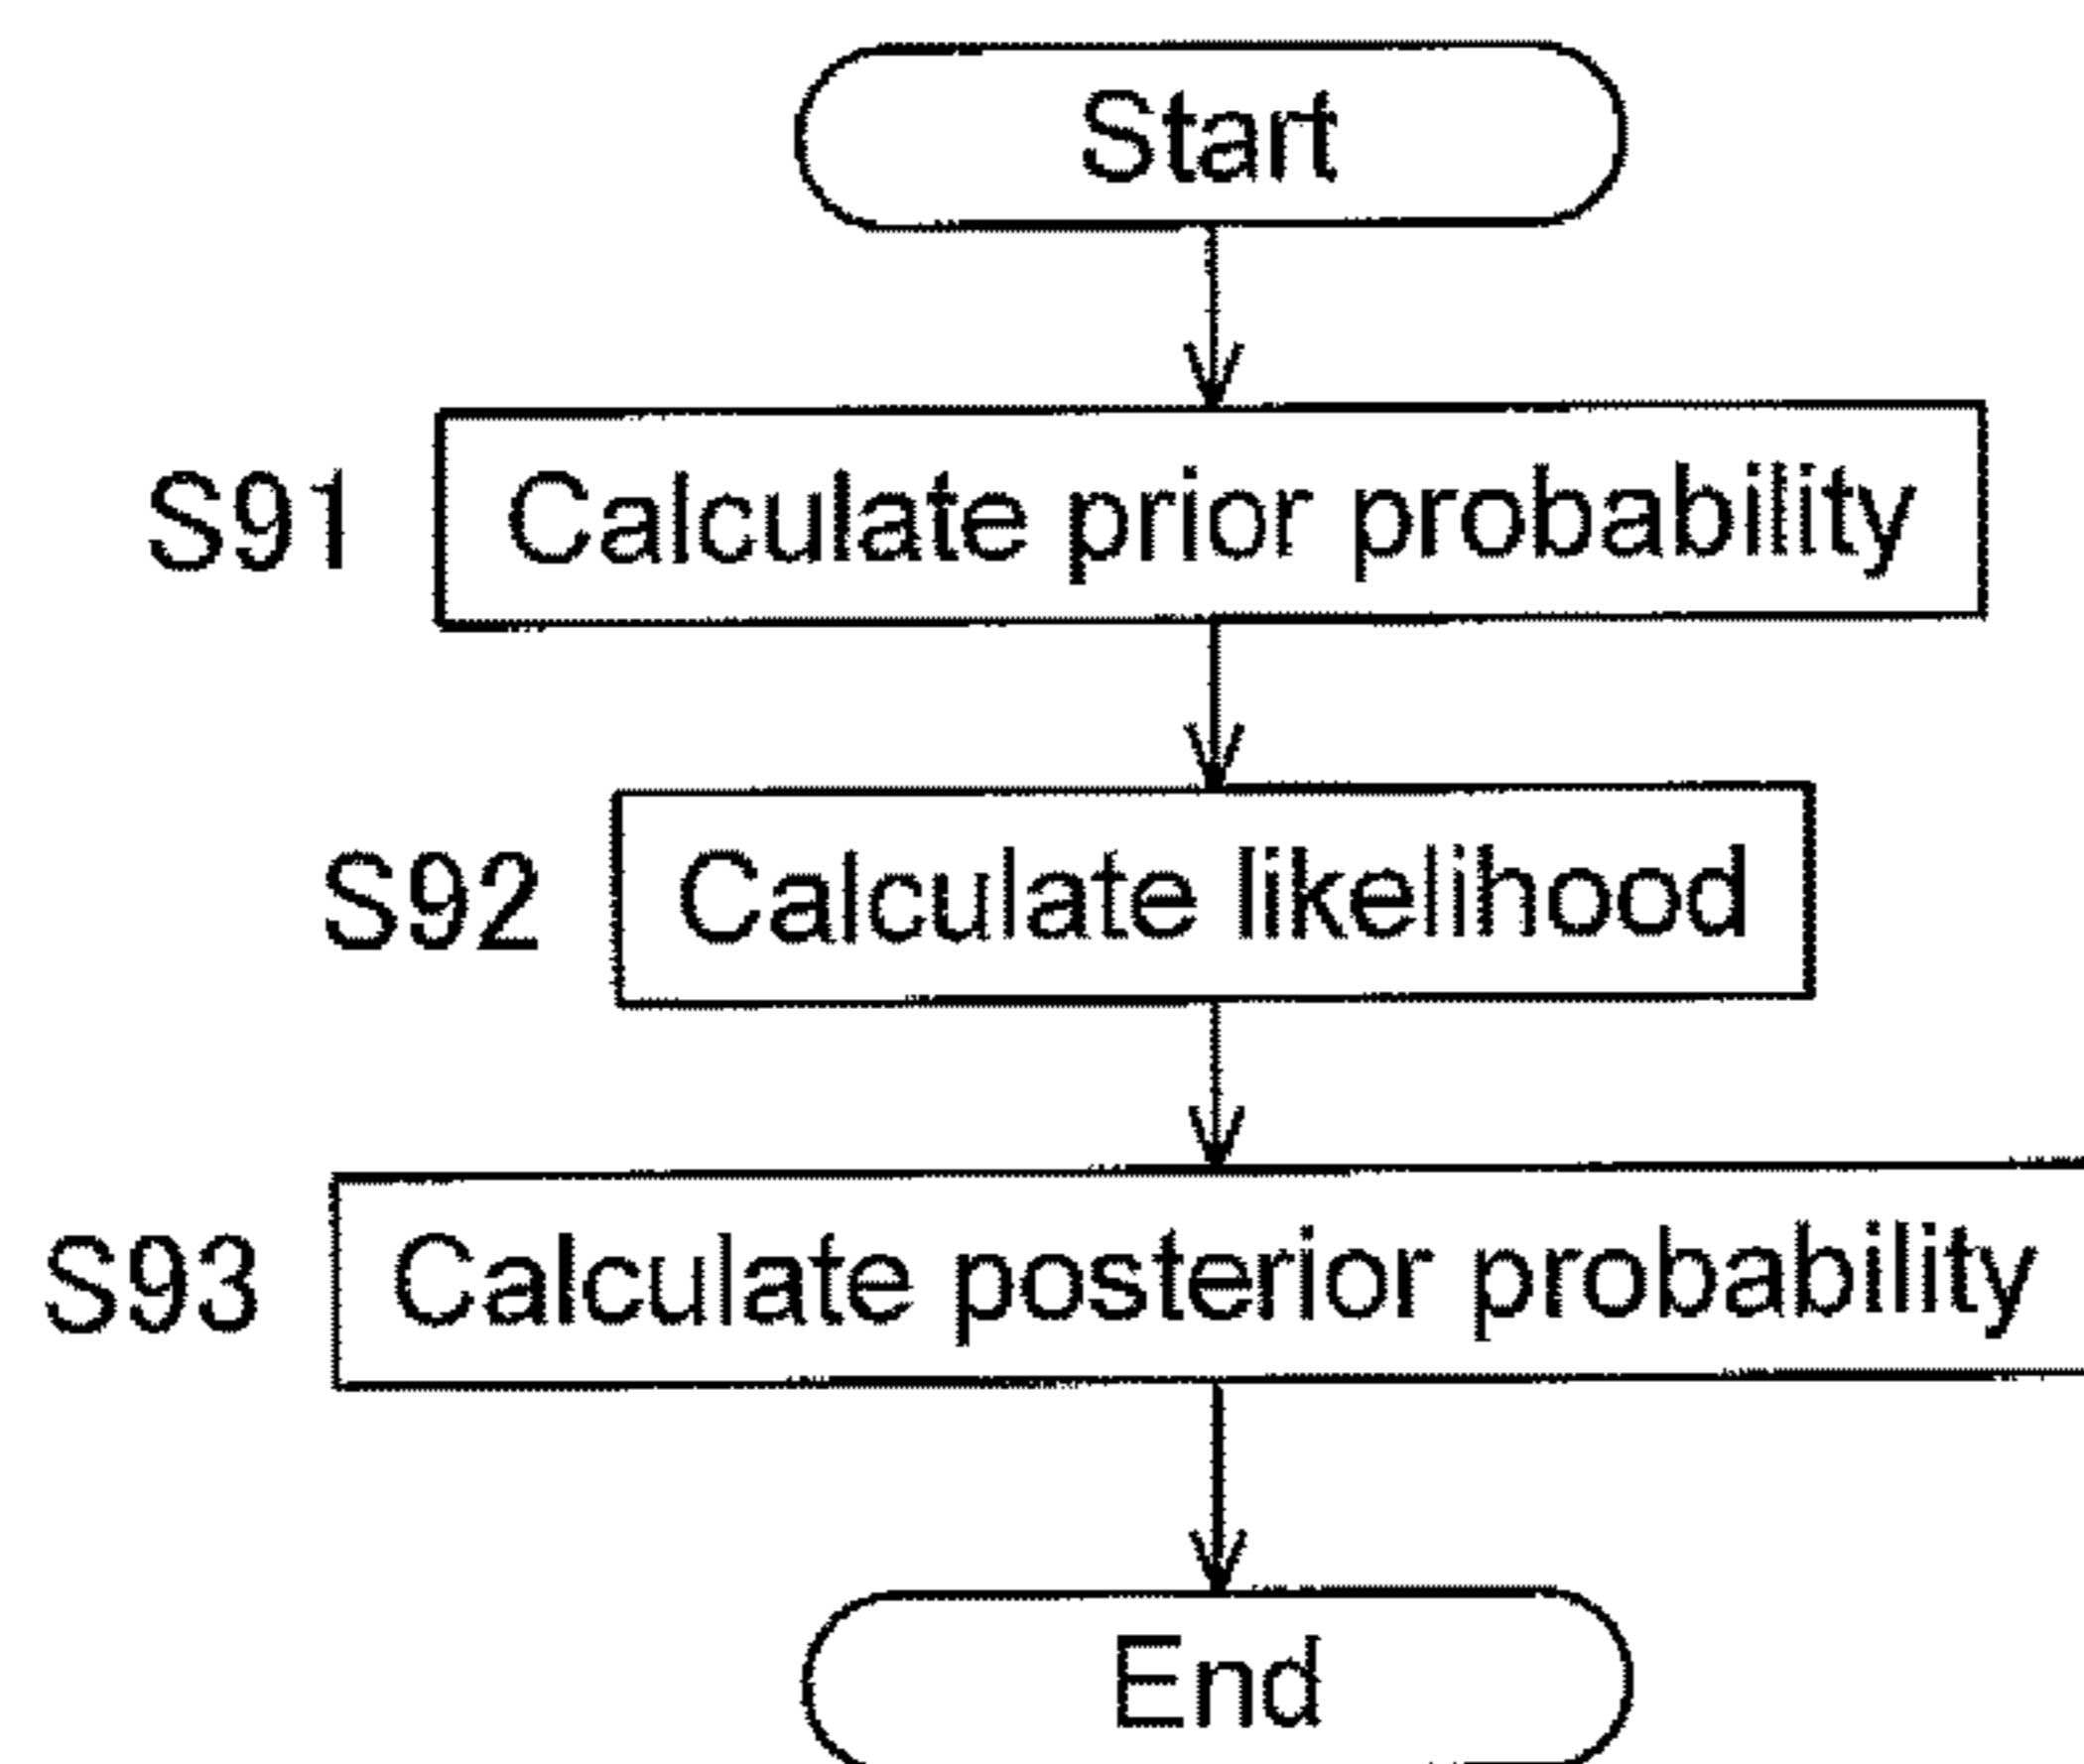 Start
S91 Calculate prior probability
S92 Calculate likelihood
S93 Calculate posterior probability
End